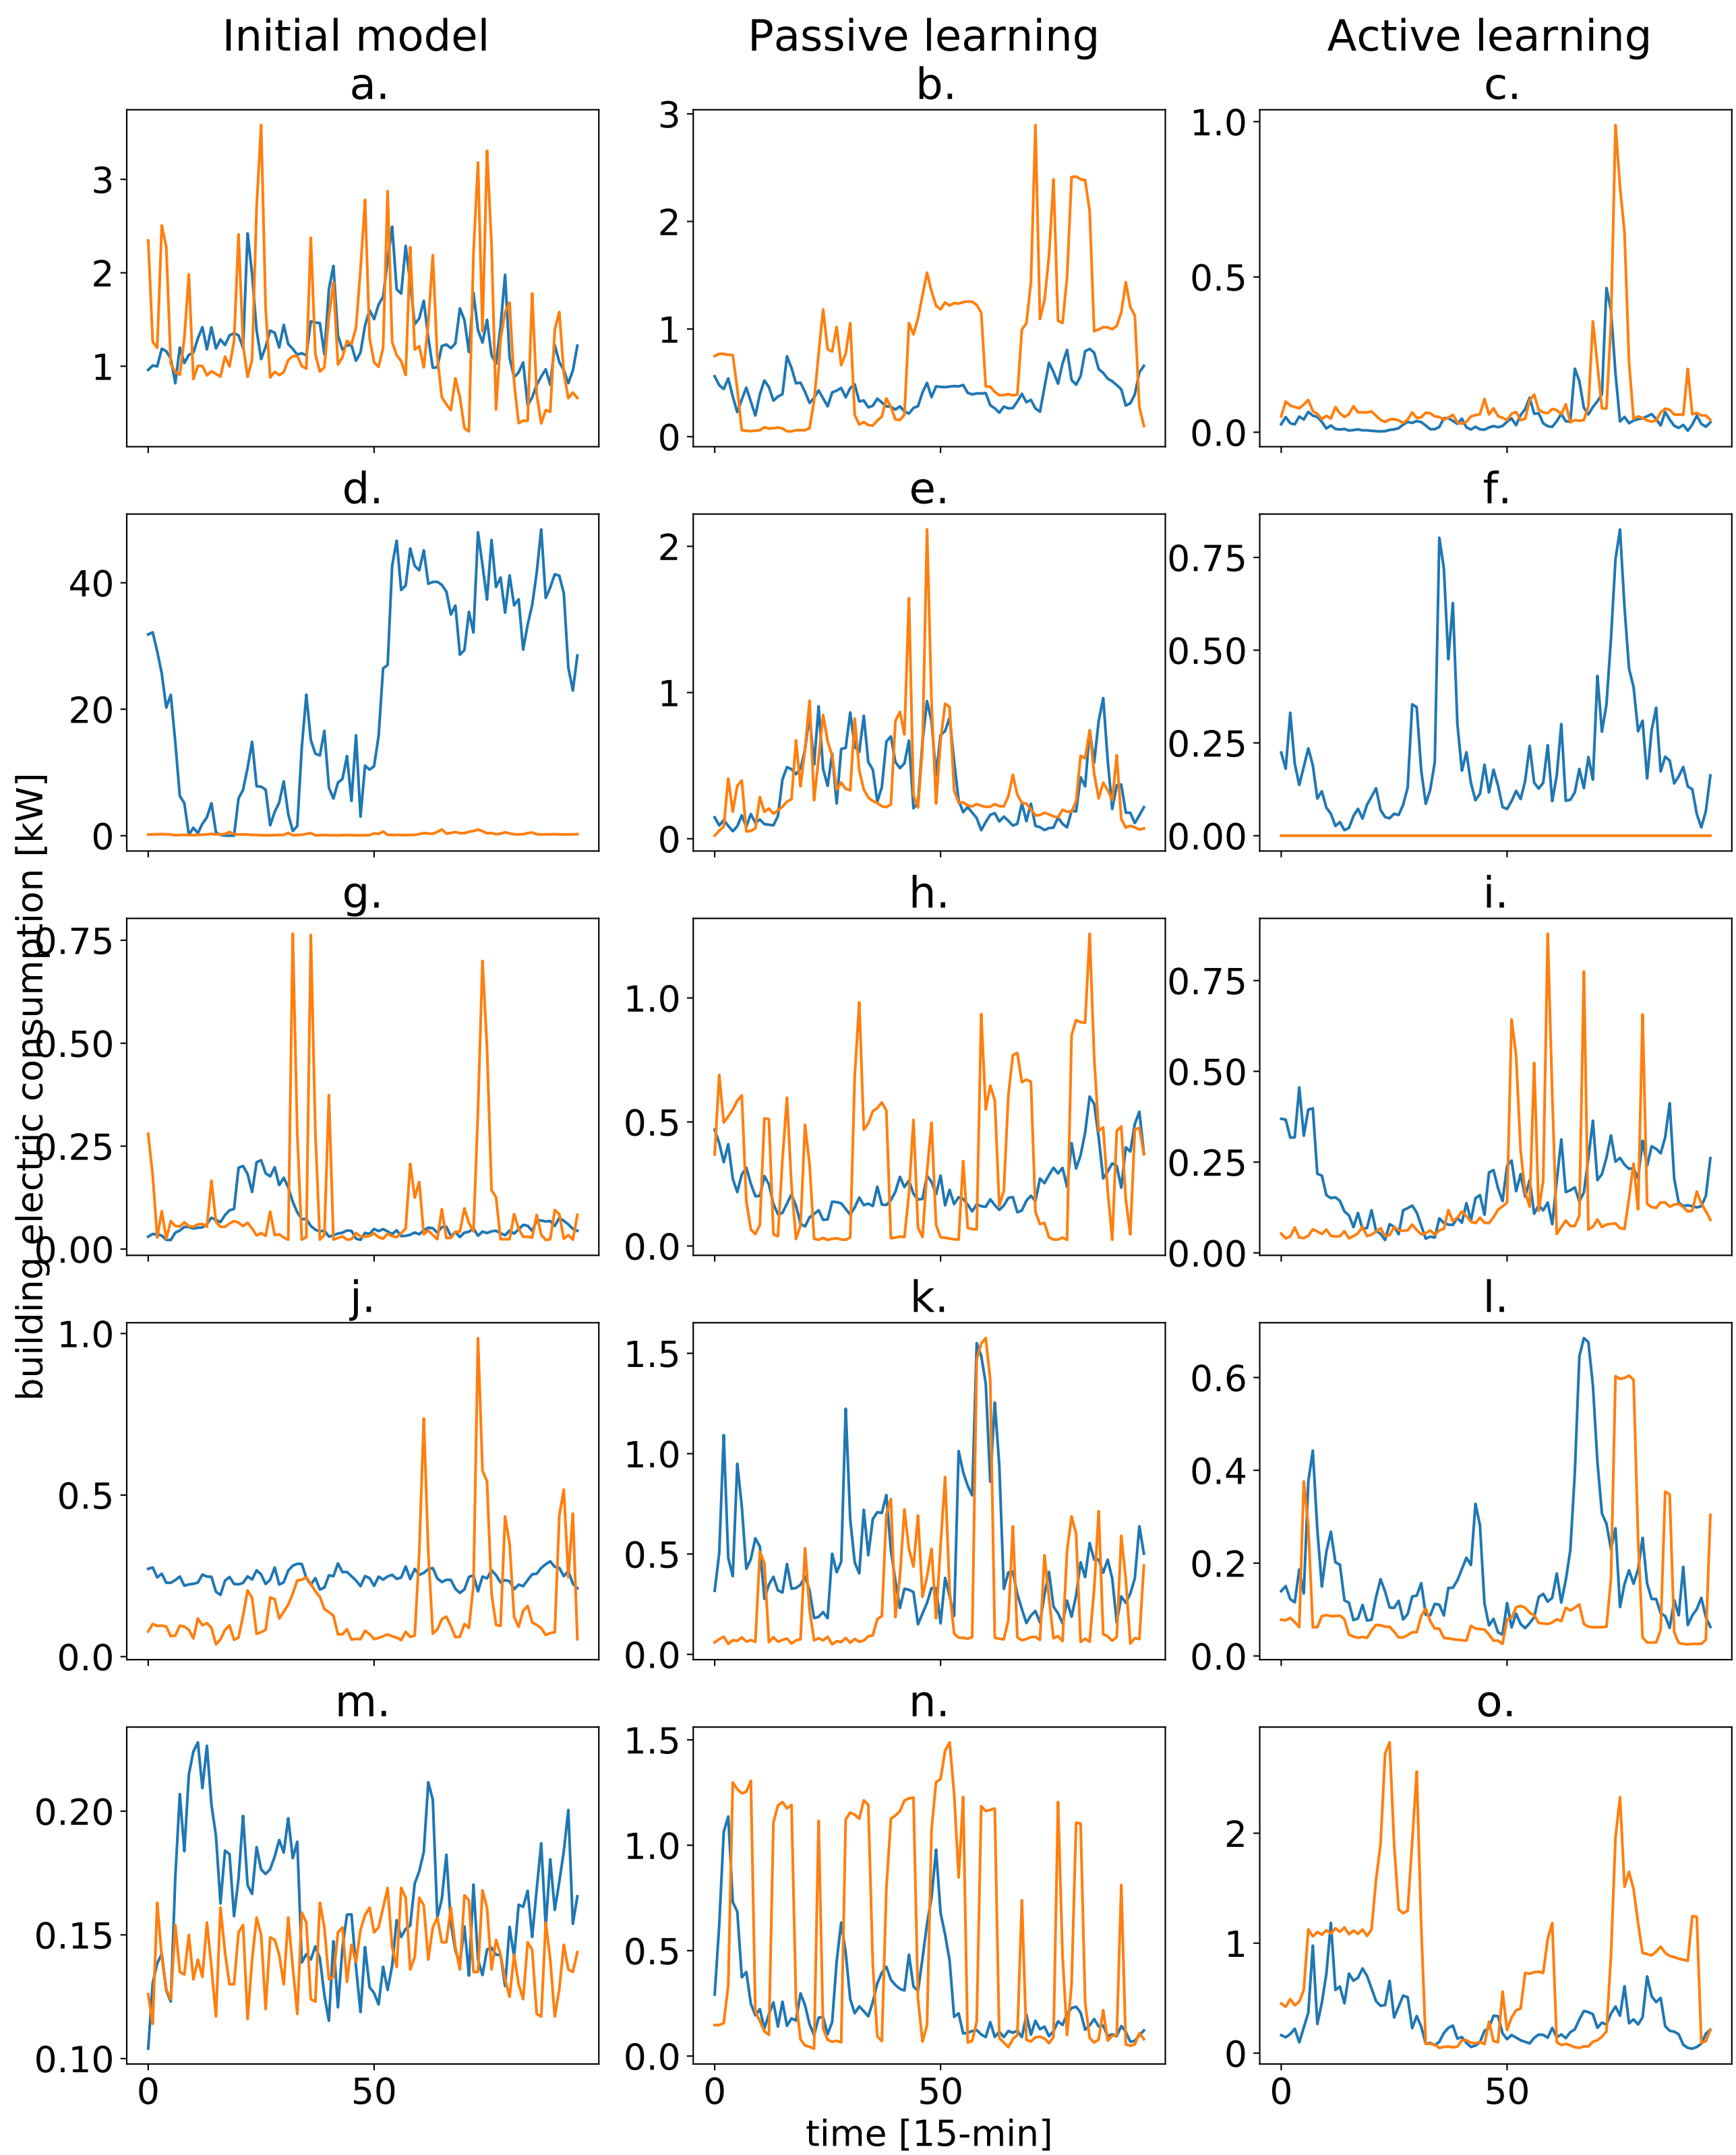 Initial model
Passive learning
Active learning
a.
b.
c.
3
2
1
3
2
1
0
1.0
0.5
0.0
d.
e.
f.
40
20
0
2
1
0
0.75
0.50
0.25
0.00
g.
h.
i.
0.75
0.50
0.25
0.00
1.0
0.5
0.0
0.75
0.50
0.25
0.00
j.
k.
l.
1.0
0.5
0.0
1.5
1.0
0.5
0.0
0.6
0.4
0.2
0.0
m.
n.
o.
0.20
0.15
0.10
1.5
1.0
0.5
0.0
2
1
0
0
50
0
50
0
50
time [15-min]
building electric consumption [kW]